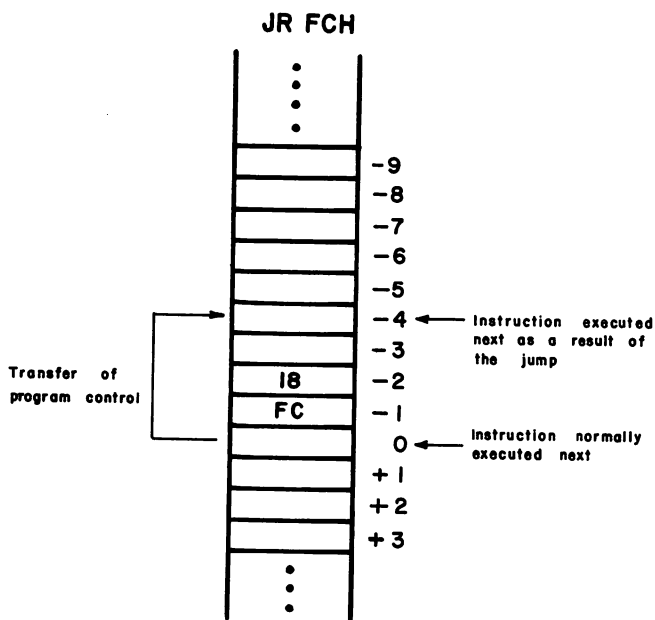 JR FCH
-9
-8
-7
-6
-5
-4
Instruction executed
next as a result of
the jump
-3
Transfer of
program control
18
-2
FC
-1
0
Instruction normally
executed next
+1
+2
+3